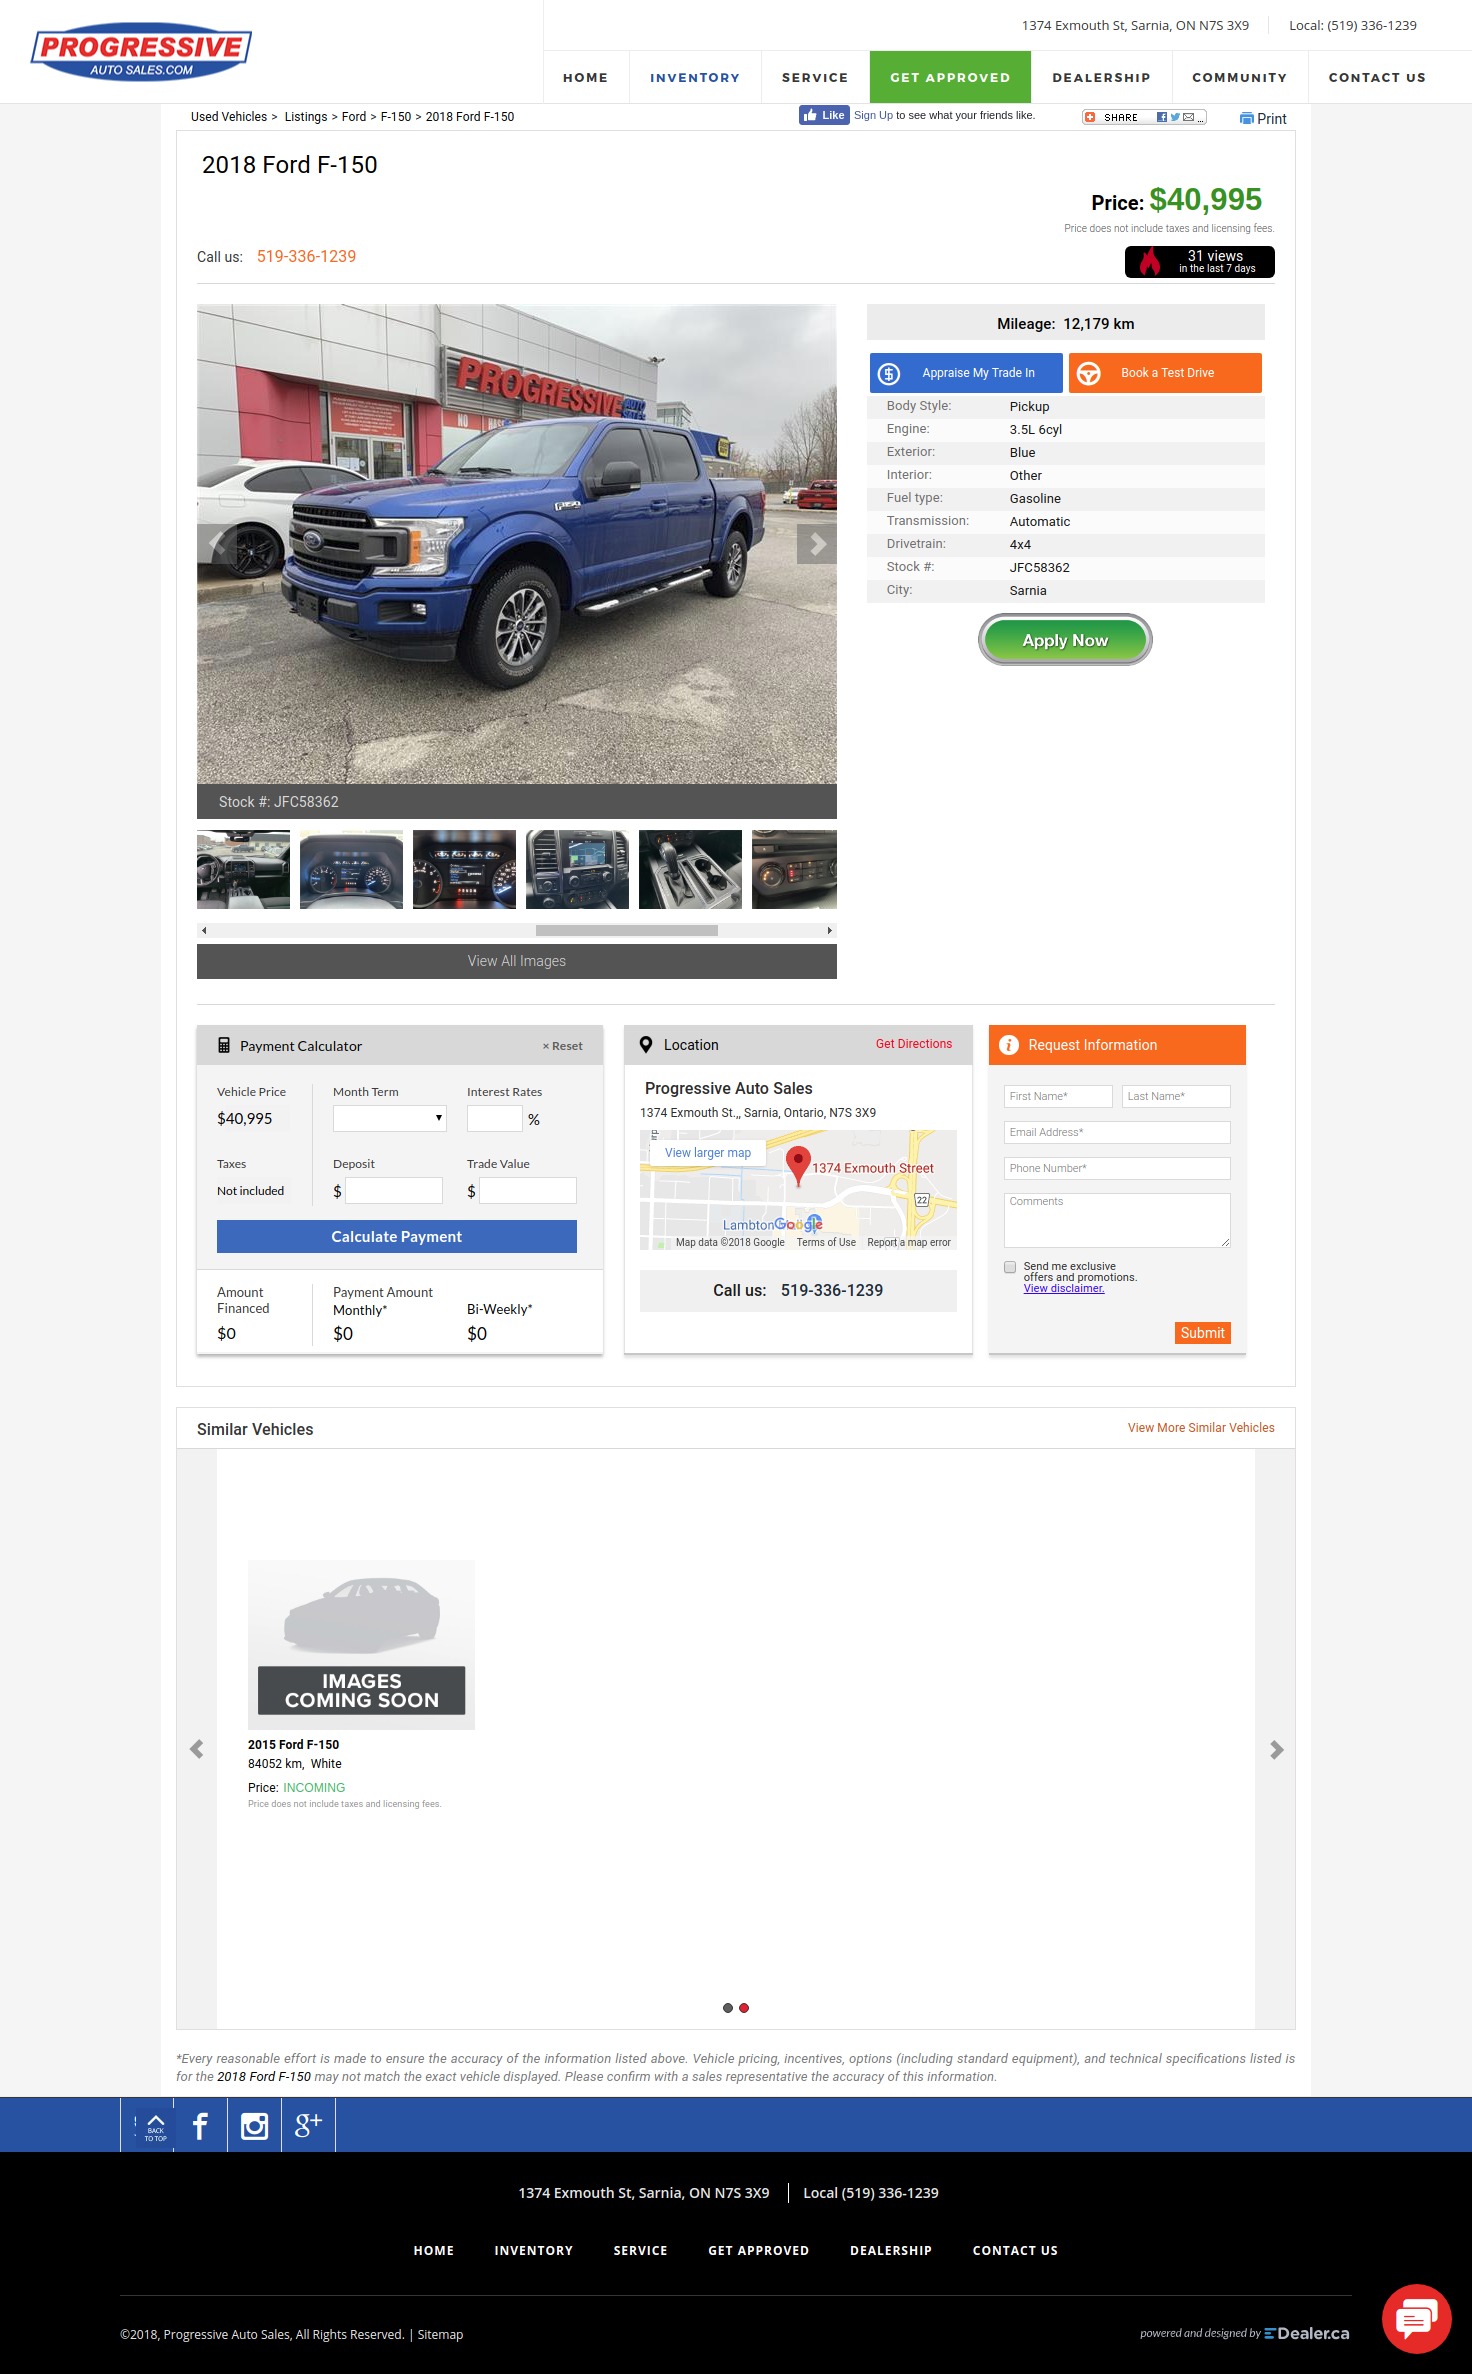 PROGRESSIVE
AUTO SALES.COM
1374 Exmouth St, Sarnia, ON N7S 3X9
Local: (519) 336-1239
HOME INVENTORY SERVICE GET APPROVED DEALERSHIP COMMUNITY CONTACT US
Used Vehicles > Listings > Ford > F-150 > 2018 Ford F-150
Like Sign Up to see what your friends like.
SHARE ...
Print
2018 Ford F-150
Price: $40,995
Price does not include taxes and licensing fees.
Call us: 519-336-1239
31 views
in the last 7 days
PROGRESSIVE
AUTO
SALES
NO
F-150
Stock #: JFC58362
View All Images
Mileage: 12,179 km
Appraise My Trade In
Book a Test Drive
Body Style: Pickup
Engine: 3.5L 6cyl
Exterior: Blue
Interior: Other
Fuel type: Gasoline
Transmission: Automatic
Drivetrain: 4x4
Stock #: JFC58362
City: Sarnia
Apply Now
Payment Calculator
× Reset
Vehicle Price Month Term Interest Rates
$40,995 %
Taxes Deposit Trade Value
Not included $ $
Calculate Payment
Amount Financed
$0
Payment Amount
Monthly* Bi-Weekly*
$0 $0
Location
Get Directions
Progressive Auto Sales
1374 Exmouth St.,, Sarnia, Ontario, N7S 3X9
View larger map
1374 Exmouth Street
22
Lambton
Google
Map data ©2018 Google Terms of Use Report a map error
Call us: 519-336-1239
Request Information
First Name* Last Name*
Email Address*
Phone Number*
Comments
Send me exclusive
offers and promotions.
View disclaimer.
Submit
Similar Vehicles
View More Similar Vehicles
IMAGES
COMING SOON
2015 Ford F-150
84052 km, White
Price: INCOMING
Price does not include taxes and licensing fees.
*Every reasonable effort is made to ensure the accuracy of the information listed above. Vehicle pricing, incentives, options (including standard equipment), and technical specifications listed is
for the 2018 Ford F-150 may not match the exact vehicle displayed. Please confirm with a sales representative the accuracy of this information.
BACK
TO TOP
f
g+
1374 Exmouth St, Sarnia, ON N7S 3X9
Local (519) 336-1239
HOME INVENTORY SERVICE GET APPROVED DEALERSHIP CONTACT US
©2018, Progressive Auto Sales, All Rights Reserved. | Sitemap
powered and designed by EDealer.ca